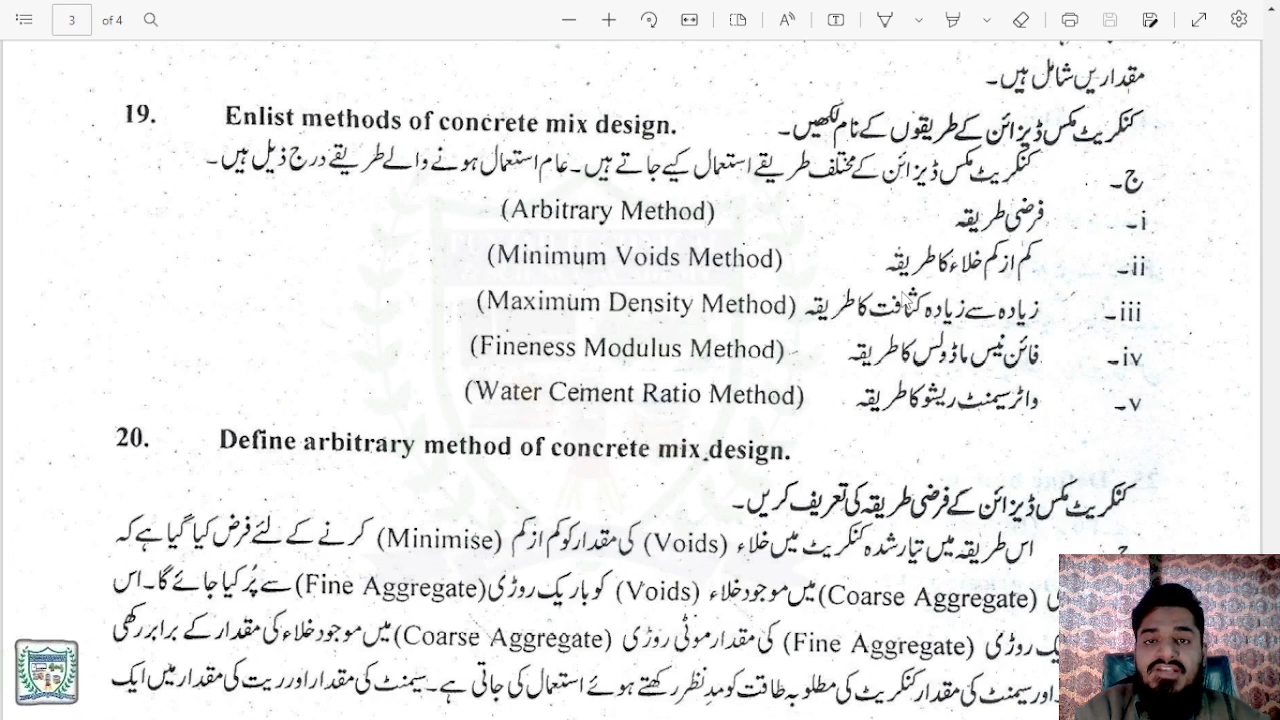 3 of 4
مقداریں شامل ہیں۔
19. Enlist methods of concrete mix design. کنکریٹ مکس ڈیزائن کے طریقوں کے نام لکھیں۔
ج۔ کنکریٹ مکس ڈیزائن کے مختلف طریقے استعمال کیے جاتے ہیں۔ عام استعمال ہونے والے طریقے درج ذیل ہیں۔
i۔ فرضی طریقہ (Arbitrary Method)
ii۔ کم از کم خلاء کا طریقہ (Minimum Voids Method)
iii۔ زیادہ سے زیادہ کثافت کا طریقہ (Maximum Density Method)
iv۔ فائن نیس ماڈولس کا طریقہ (Fineness Modulus Method)
v۔ واٹر سیمنٹ ریشو کا طریقہ (Water Cement Ratio Method)
20. Define arbitrary method of concrete mix design.
کنکریٹ مکس ڈیزائن کے فرضی طریقہ کی تعریف کریں۔
اس طریقہ میں تیار شدہ کنکریٹ میں خلاء (Voids) کی مقدار کو کم از کم (Minimise) کرنے کے لئے فرض کیا گیا ہے کہ
(Coarse Aggregate) میں موجود خلاء (Voids) کو باریک روڑی (Fine Aggregate) سے پُر کیا جائے گا۔ اس
روڑی (Fine Aggregate) کی مقدار موٹی روڑی (Coarse Aggregate) میں موجود خلاء کی مقدار کے برابر رکھی
اور سیمنٹ کی مقدار کنکریٹ کی مطلوبہ طاقت کو مدِ نظر رکھتے ہوئے استعمال کی جاتی ہے۔ سیمنٹ کی مقدار اور ریت کی مقدار میں ایک